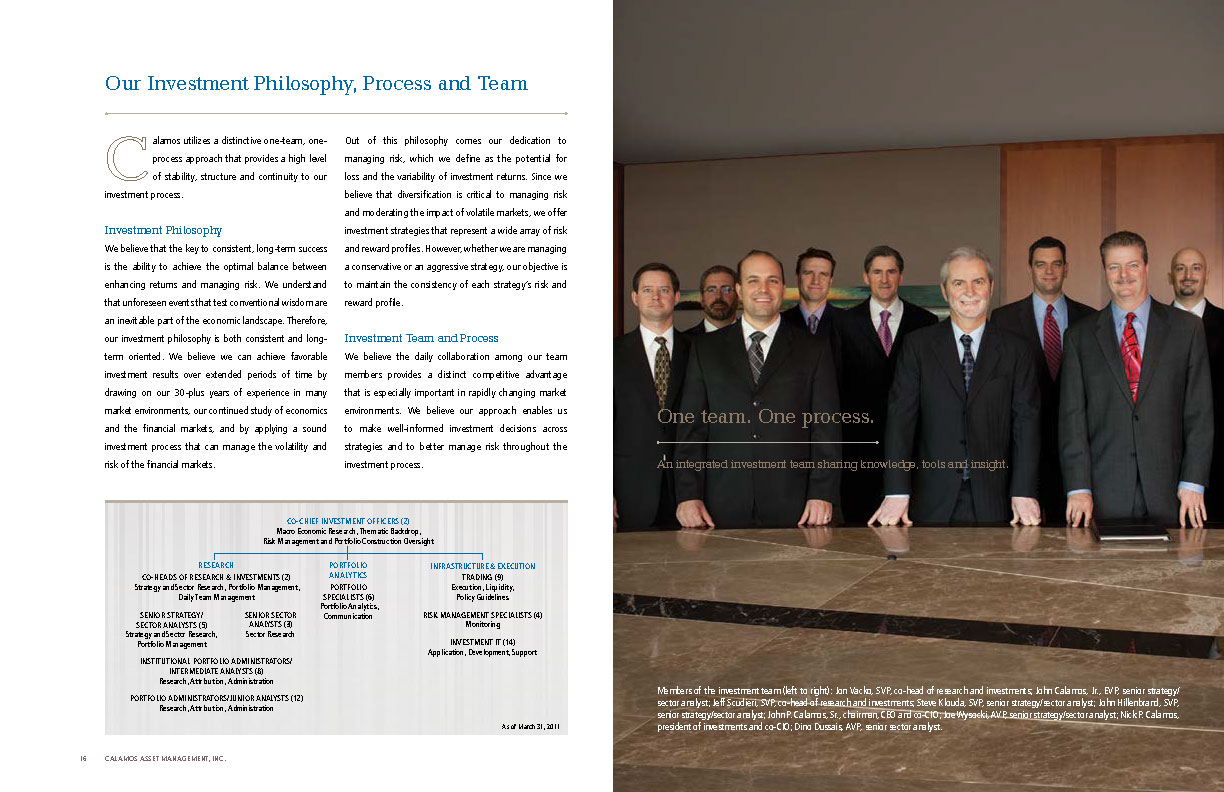 Our Investment Philosophy, Process and Team
Calamos utilizes a distinctive one-team, one-
process approach that provides a high level
of stability, structure and continuity to our
investment process.
Investment Philosophy
We believe that the key to consistent, long-term success
is the ability to achieve the optimal balance between
enhancing returns and managing risk. We understand
that unforeseen events that test conventional wisdom are
an inevitable part of the economic landscape. Therefore,
our investment philosophy is both consistent and long-
term oriented. We believe we can achieve favorable
investment results over extended periods of time by
drawing on our 30-plus years of experience in many
market environments, our continued study of economics
and the financial markets, and by applying a sound
investment process that can manage the volatility and
risk of the financial markets.
Out of this philosophy comes our dedication to
managing risk, which we define as the potential for
loss and the variability of investment returns. Since we
believe that diversification is critical to managing risk
and moderating the impact of volatile markets, we offer
investment strategies that represent a wide array of risk
and reward profiles. However, whether we are managing
a conservative or an aggressive strategy, our objective is
to maintain the consistency of each strategy's risk and
reward profile.
Investment Team and Process
We believe the daily collaboration among our team
members provides a distinct competitive advantage
that is especially important in rapidly changing market
environments. We believe our approach enables us
to make well-informed investment decisions across
strategies and to better manage risk throughout the
investment process.
CO-CHIEF INVESTMENT OFFICERS (2)
Macro Economic Research, Thematic Backdrop,
Risk Management and Portfolio Construction Oversight
RESEARCH
CO-HEADS OF RESEARCH & INVESTMENTS (2)
Strategy and Sector Research, Portfolio Management,
Daily Team Management
SENIOR STRATEGY/
SECTOR ANALYSTS (5)
Strategy and Sector Research,
Portfolio Management
SENIOR SECTOR
ANALYSTS (3)
Sector Research
INSTITUTIONAL PORTFOLIO ADMINISTRATORS/
INTERMEDIATE ANALYSTS (8)
Research, Attribution, Administration
PORTFOLIO ADMINISTRATORS/JUNIOR ANALYSTS (12)
Research, Attribution, Administration
PORTFOLIO
ANALYTICS
PORTFOLIO
SPECIALISTS (6)
Portfolio Analytics,
Communication
INFRASTRUCTURE & EXECUTION
TRADING (9)
Execution, Liquidity,
Policy Guidelines
RISK MANAGEMENT SPECIALISTS (4)
Monitoring
INVESTMENT IT (14)
Application, Development, Support
As of March 31, 2011
16 CALAMOS ASSET MANAGEMENT, INC.
One team. One process.
An integrated investment team sharing knowledge, tools and insight.
Members of the investment team (left to right): Jon Vacko, SVP, co-head of research and investments; John Calamos, Jr., EVP, senior strategy/
sector analyst; Jeff Scudieri, SVP, co-head of research and investments; Steve Klouda, SVP, senior strategy/sector analyst; John Hillenbrand, SVP,
senior strategy/sector analyst; John P. Calamos, Sr., chairman, CEO and co-CIO; Joe Wysocki, AVP, senior strategy/sector analyst; Nick P. Calamos,
president of investments and co-CIO; Dino Dussais, AVP, senior sector analyst.